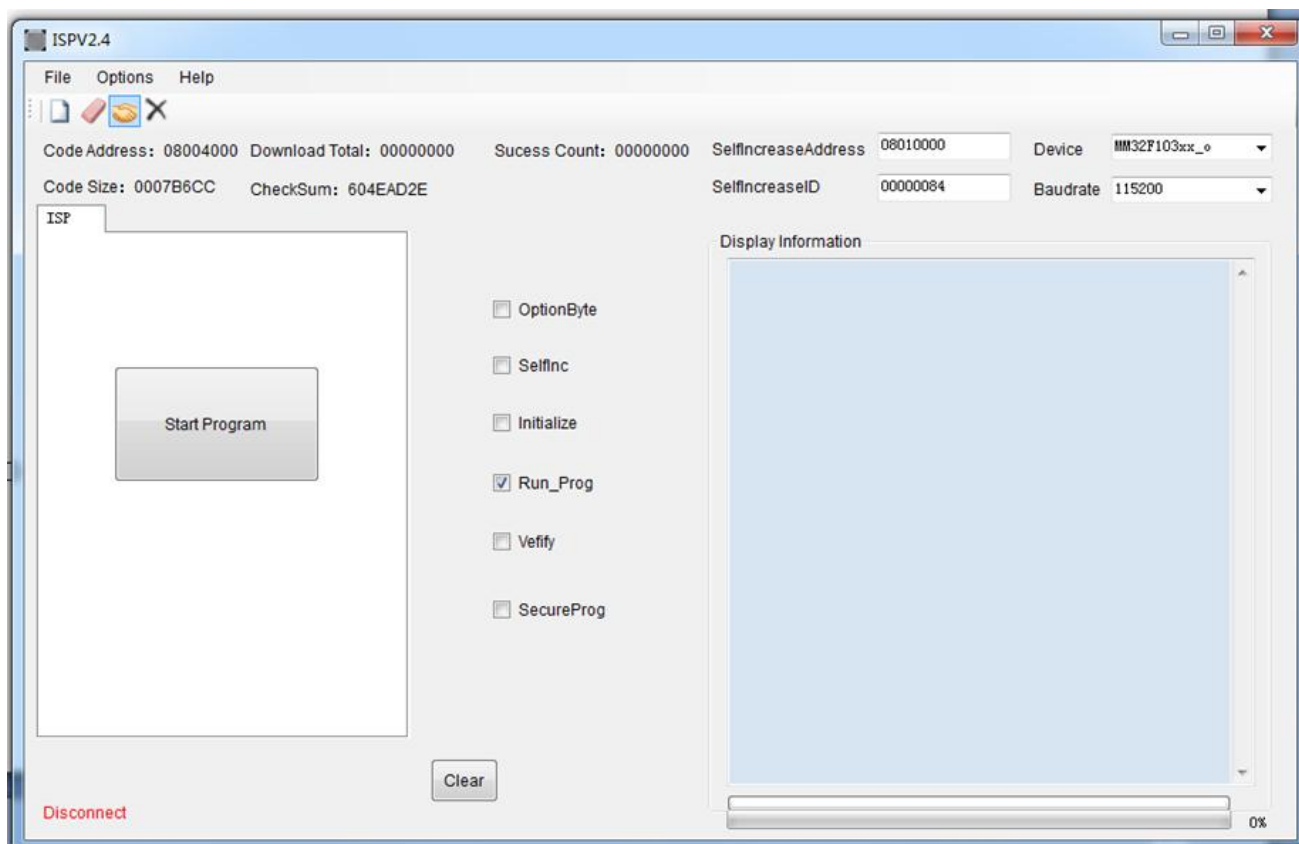 ISPV2.4
File Options Help
Code Address: 08004000 Download Total: 00000000 Sucess Count: 00000000 SelfIncreaseAddress 08010000 Device MM32F103xx_o
Code Size: 0007B6CC CheckSum: 604EAD2E SelfIncreaseID 00000084 Baudrate 115200
ISP
Display Information
OptionByte
SelfInc
Start Program
Initialize
Run_Prog
Vefify
SecureProg
Clear
Disconnect
0%